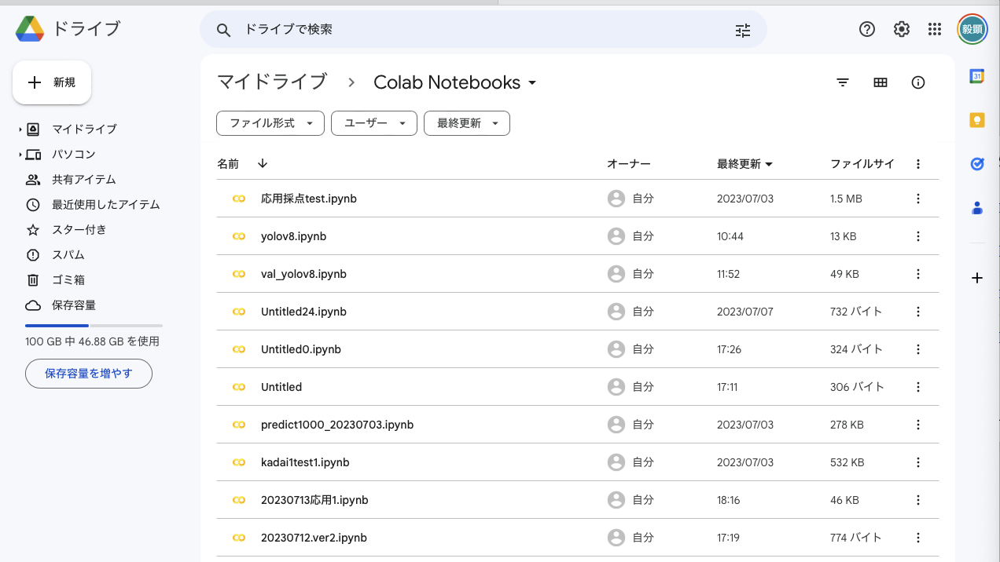 ドライブ
ドライブで検索
毅顕
新規
マイドライブ
パソコン
共有アイテム
最近使用したアイテム
スター付き
スパム
ゴミ箱
保存容量
100 GB 中 46.88 GB を使用
保存容量を増やす
マイドライブ > Colab Notebooks
ファイル形式 ユーザー 最終更新
名前 オーナー 最終更新 ファイルサイ
応用採点test.ipynb 自分 2023/07/03 1.5 MB
yolov8.ipynb 自分 10:44 13 KB
val_yolov8.ipynb 自分 11:52 49 KB
Untitled24.ipynb 自分 2023/07/07 732 バイト
Untitled0.ipynb 自分 17:26 324 バイト
Untitled 自分 17:11 306 バイト
predict1000_20230703.ipynb 自分 2023/07/03 278 KB
kadai1test1.ipynb 自分 2023/07/03 532 KB
20230713応用1.ipynb 自分 18:16 46 KB
20230712.ver2.ipynb 自分 17:19 774 バイト
31